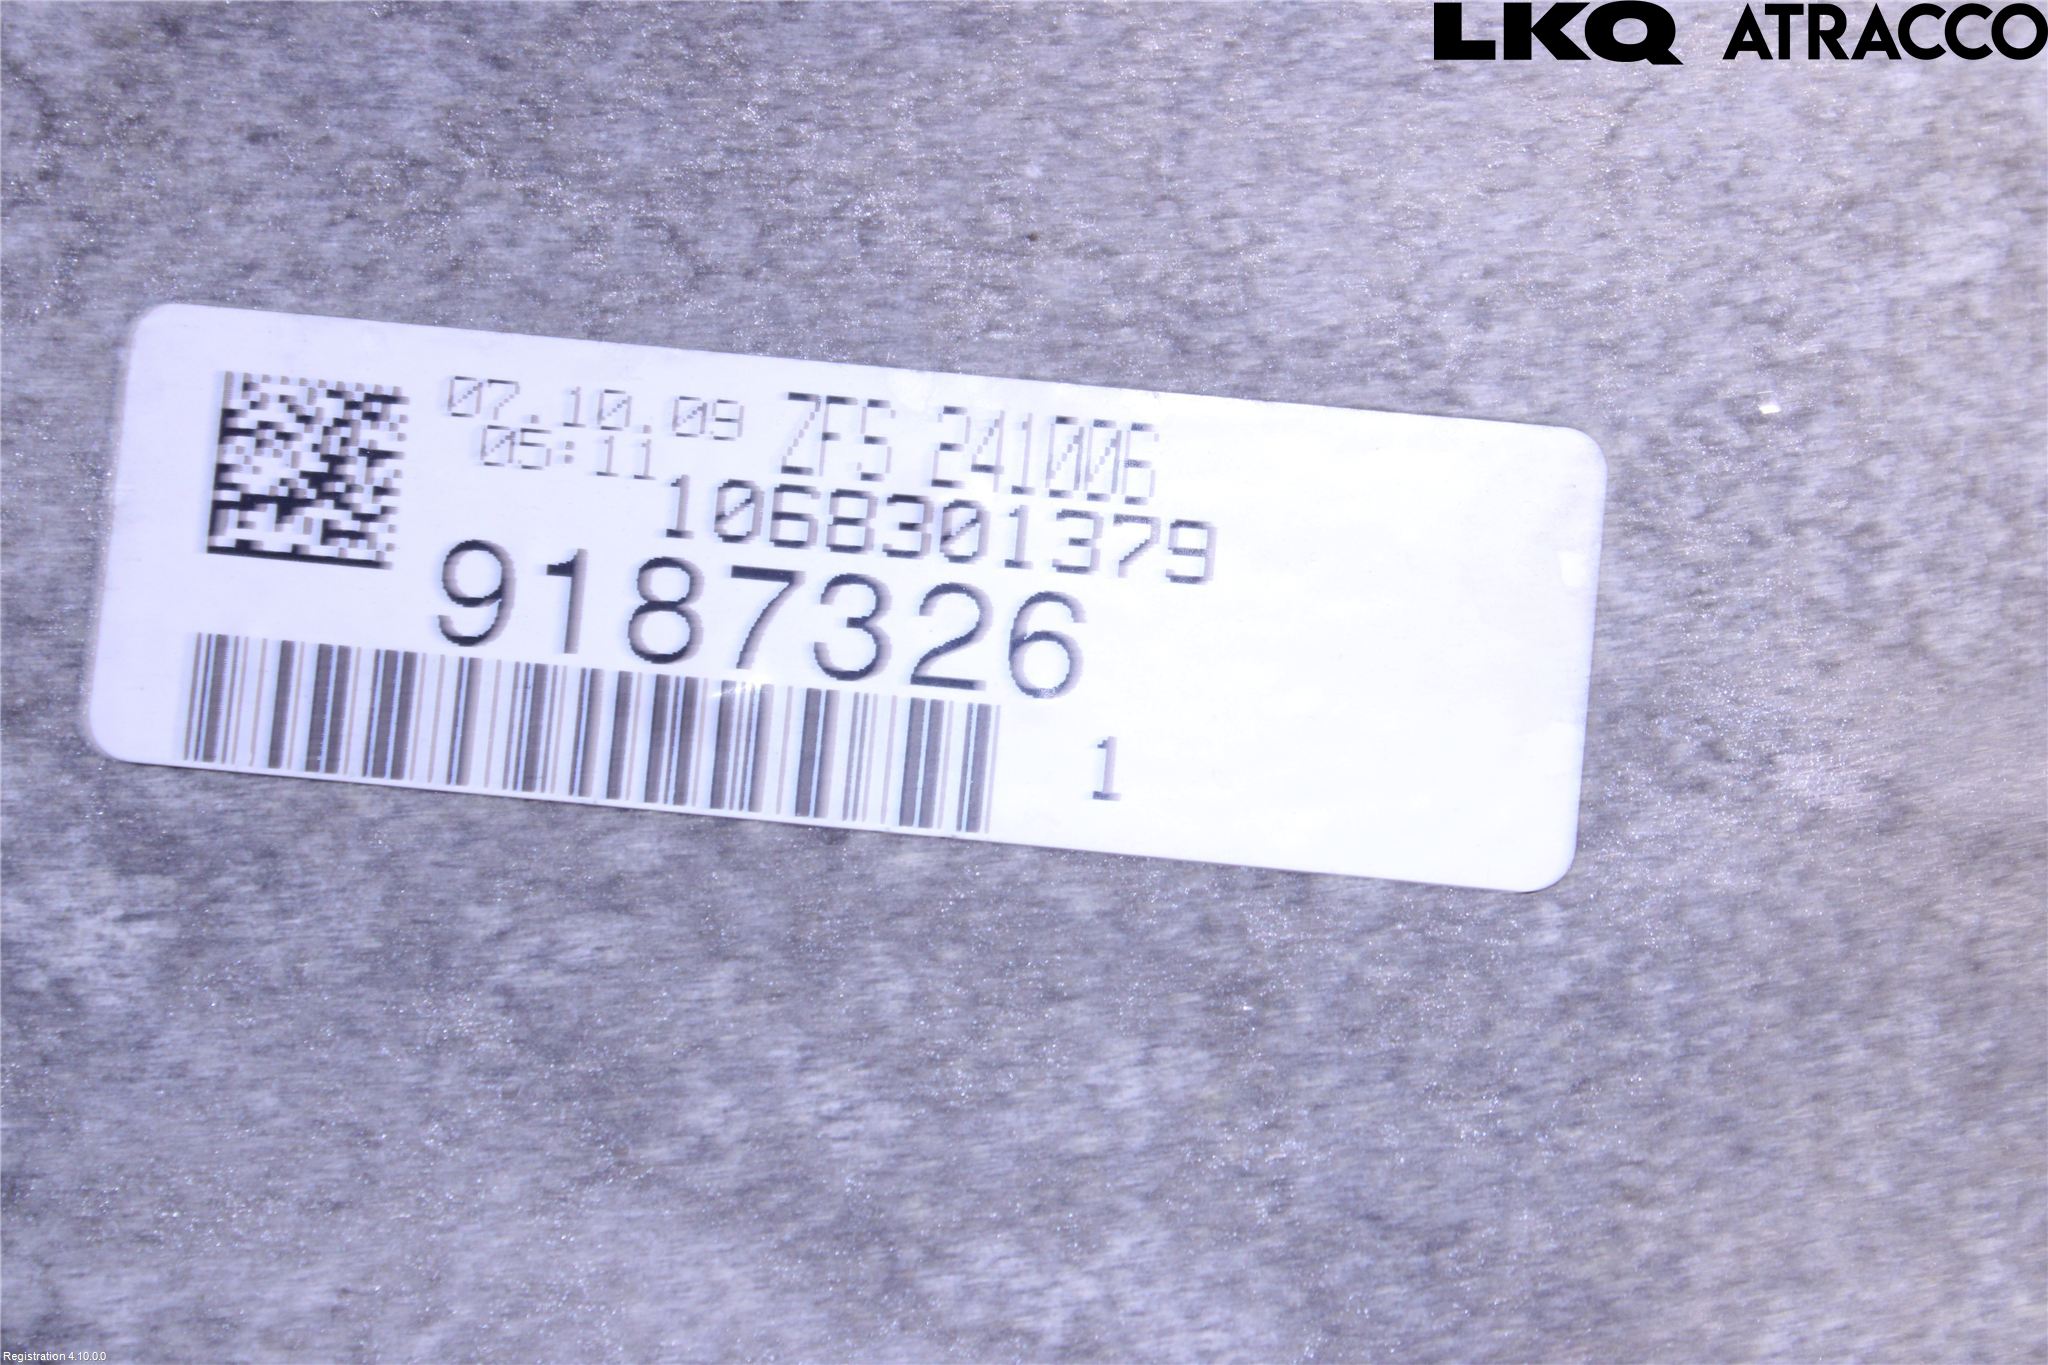 LKQ ATRACCO
07.10.09 ZFS 241006
05:11
1068301379
9187326
1
Registration 4.10.0.0